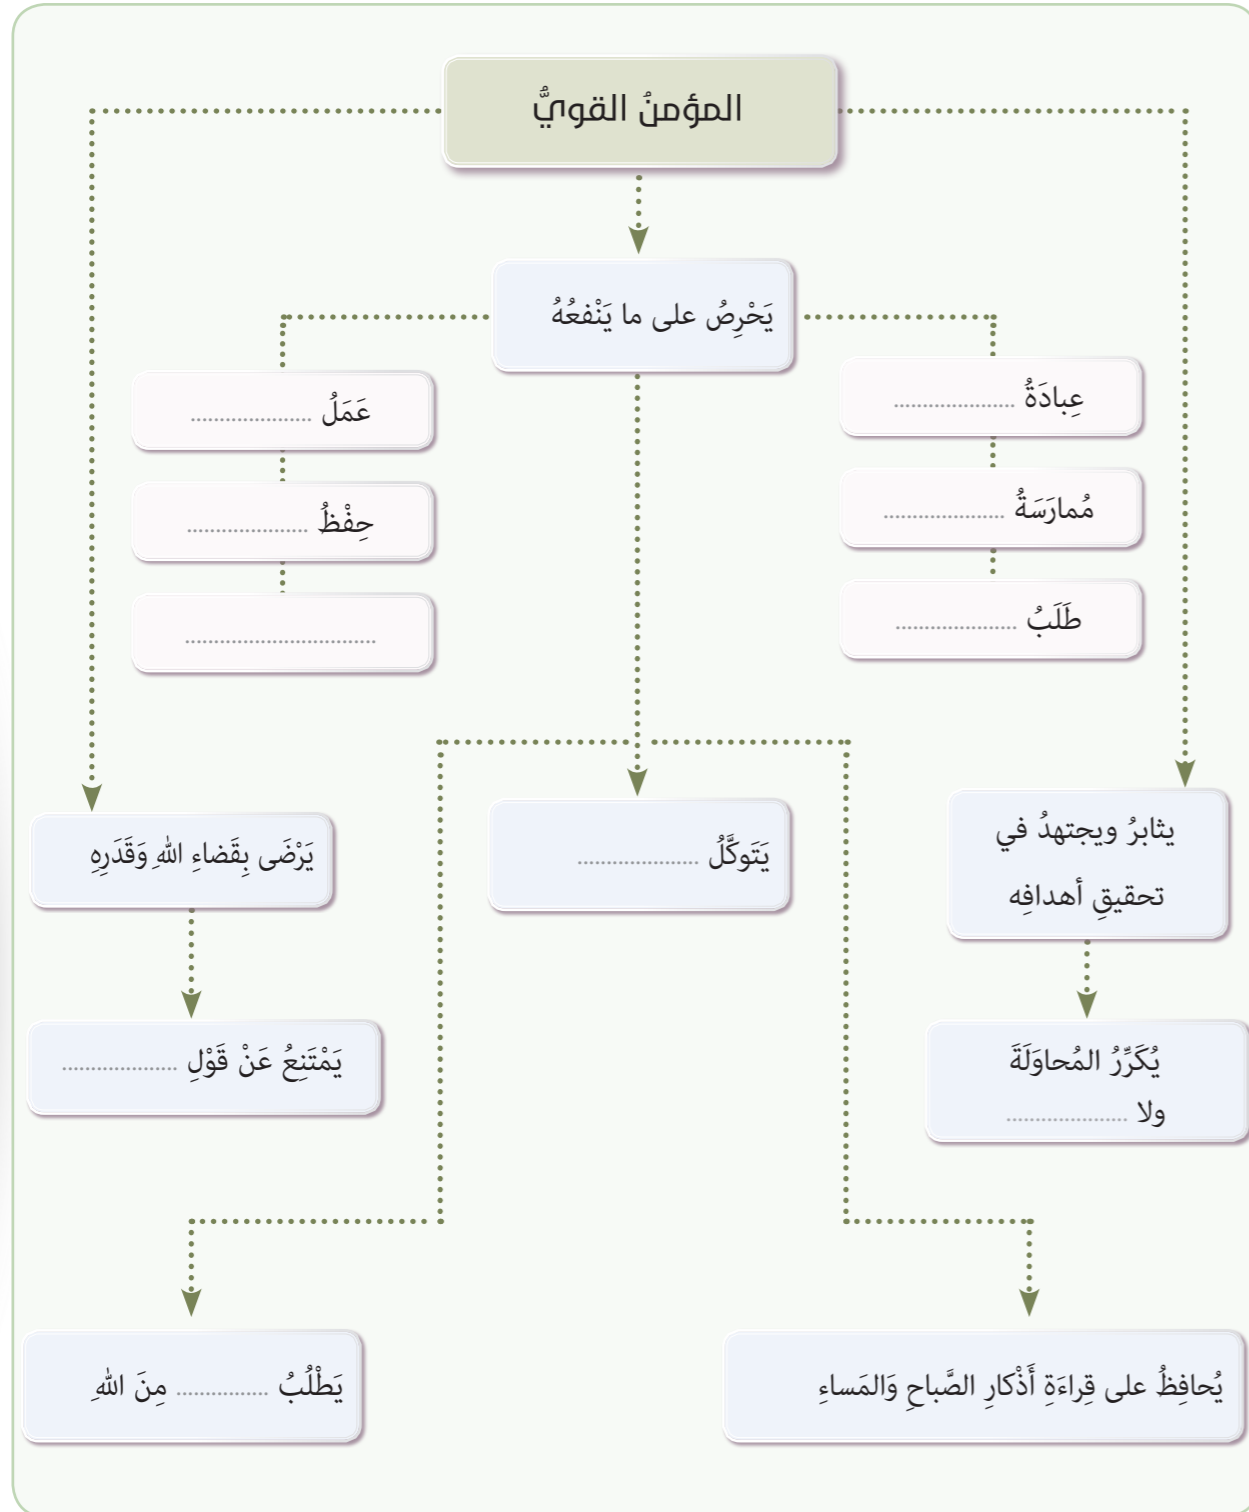 المؤمنُ القويُّ
يَحْرِصُ على ما يَنْفعُهُ
عِبادَةُ ....................
مُمارَسَةُ ....................
طَلَبُ ....................
عَمَلُ ....................
حِفْظُ ....................
................................
يثابرُ ويجتهدُ في
تحقيقِ أهدافِه
يُكَرِّرُ المُحاوَلَةَ
ولا ....................
يَتَوكَّلُ ....................
يَرْضَى بِقَضاءِ اللهِ وَقَدَرِهِ
يَمْتَنِعُ عَنْ قَوْلِ ....................
يُحافِظُ على قِراءَةِ أَذْكارِ الصَّباحِ وَالمَساءِ
يَطْلُبُ ................ مِنَ اللهِ